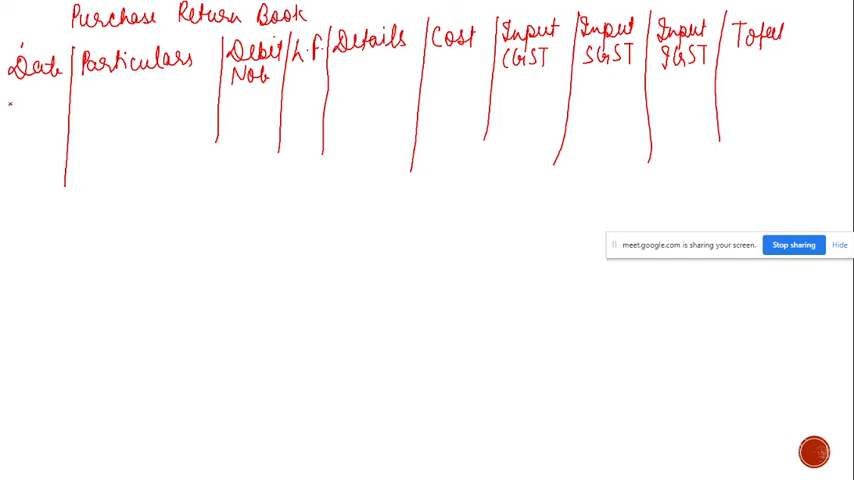 Purchase Return Book
Date Particulars Debit Nob L.F. Details Cost Input CGST Input SGST Input IGST Total
meet.google.com is sharing your screen. Stop sharing Hide